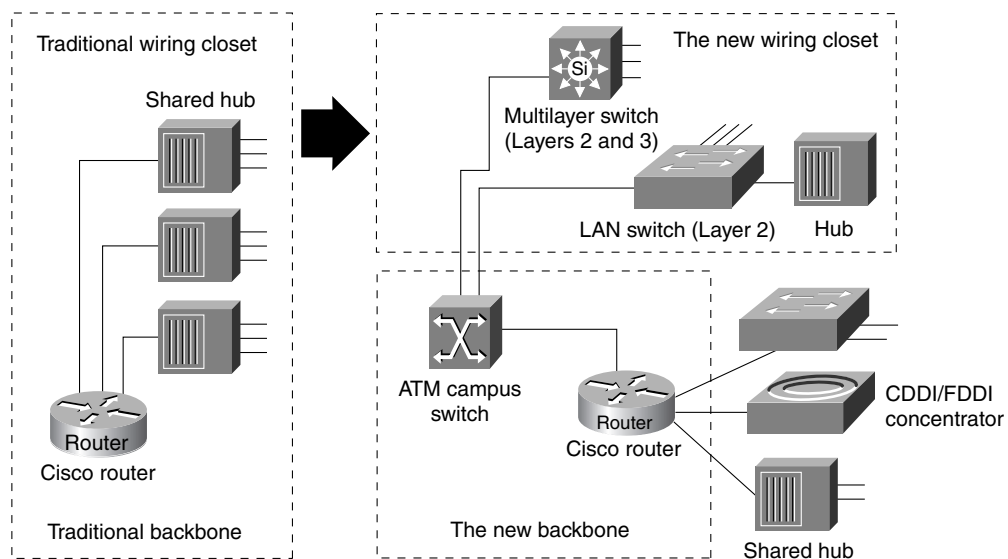 Traditional wiring closet
Shared hub
Router
Cisco router
Traditional backbone
The new wiring closet
Si
Multilayer switch
(Layers 2 and 3)
LAN switch (Layer 2)
Hub
ATM campus
switch
Router
Cisco router
The new backbone
CDDI/FDDI
concentrator
Shared hub